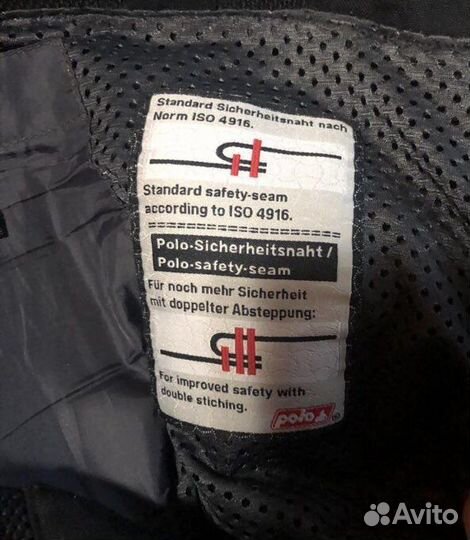 Standard Sicherheitsnaht nach
Norm ISO 4916.
Standard safety-seam
according to ISO 4916.
Polo-Sicherheitsnaht /
Polo-safety-seam
Für noch mehr Sicherheit
mit doppelter Absteppung:
For improved safety with
double stiching.
polo ®
Avito